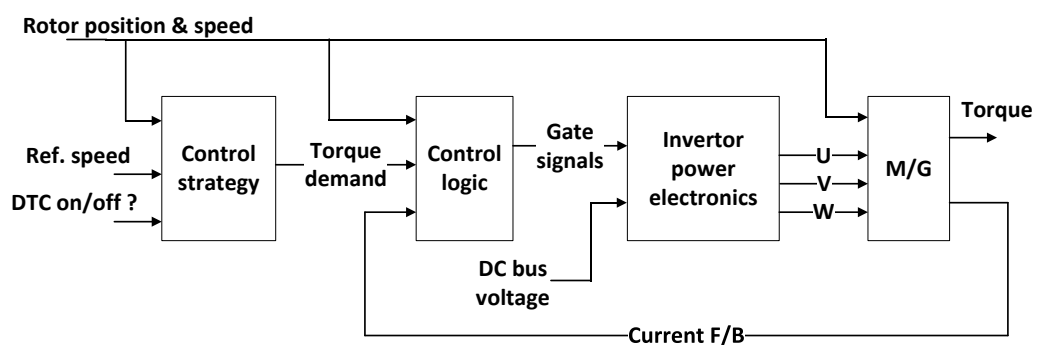 Rotor position & speed
Ref. speed
DTC on/off ?
Control
strategy
Torque
demand
Control
logic
Gate
signals
DC bus
voltage
Invertor
power
electronics
U
V
W
M/G
Torque
Current F/B